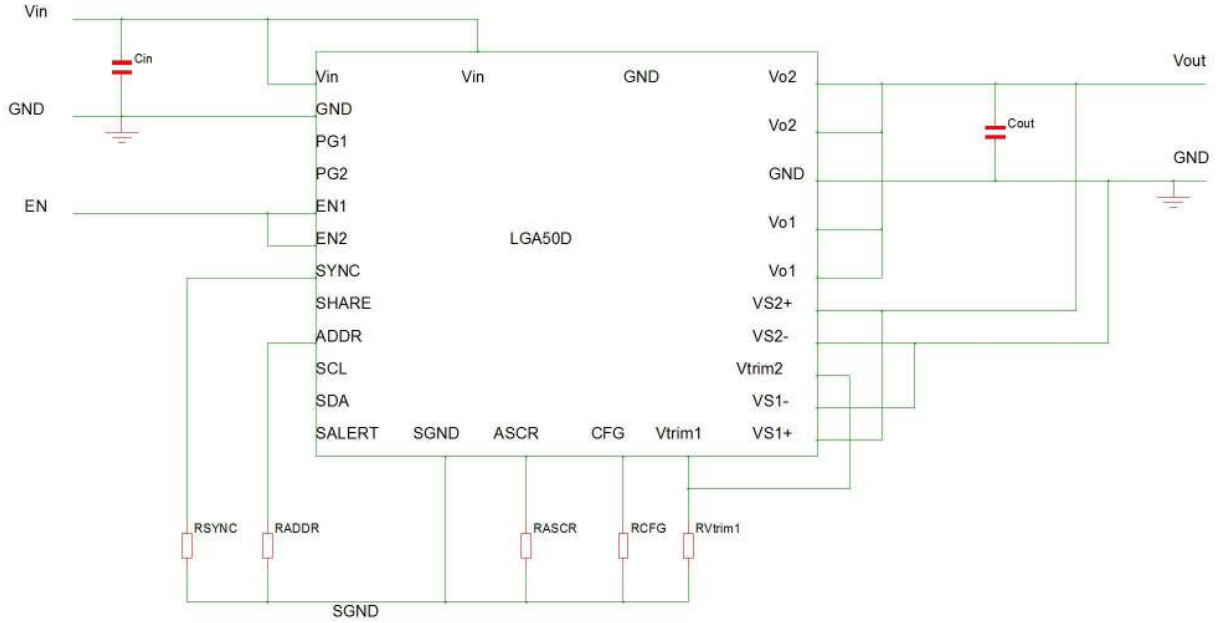 Vin
Cin
Vin Vin GND Vo2 Vout
GND GND
PG1 Vo2 Cout
PG2 GND GND
EN EN1
EN2 LGA50D Vo1
SYNC Vo1
SHARE VS2+
ADDR VS2-
SCL Vtrim2
SDA VS1-
SALERT SGND ASCR CFG Vtrim1 VS1+
RSYNC RADDR RASCR RCFG RVtrim1
SGND